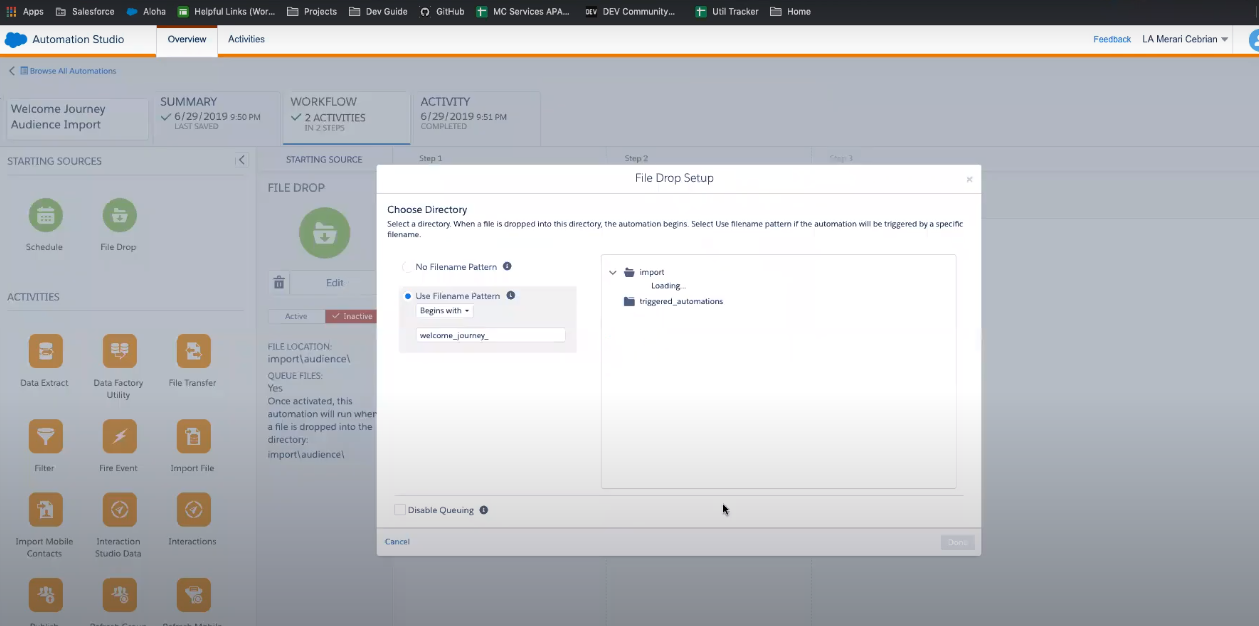 Apps Salesforce Aloha Helpful Links (Wor... Projects Dev Guide GitHub MC Services APA... DEV DEV Community... Util Tracker Home
Automation Studio Overview Activities Feedback LA Merari Cebrian
Browse All Automations
Welcome Journey
Audience Import
SUMMARY
6/29/2019 9:50 PM
LAST SAVED
WORKFLOW
2 ACTIVITIES
IN 2 STEPS
ACTIVITY
6/29/2019 9:51 PM
COMPLETED
STARTING SOURCES
STARTING SOURCE Step 1 Step 2 Step 3
Schedule File Drop
ACTIVITIES
Data Extract Data Factory
Utility
File Transfer
Filter Fire Event Import File
Import Mobile
Contacts
Interaction
Studio Data
Interactions
Publish Refresh Group Refresh Mobile
FILE DROP
Edit
Active Inactive
FILE LOCATION:
import\audience\
QUEUE FILES:
Yes
Once activated, this
automation will run when
a file is dropped into the
directory:
import\audience\
File Drop Setup
Choose Directory
Select a directory. When a file is dropped into this directory, the automation begins. Select Use filename pattern if the automation will be triggered by a specific
filename.
No Filename Pattern
Use Filename Pattern
Begins with
welcome_journey_
import
Loading...
triggered_automations
Disable Queuing
Cancel Done